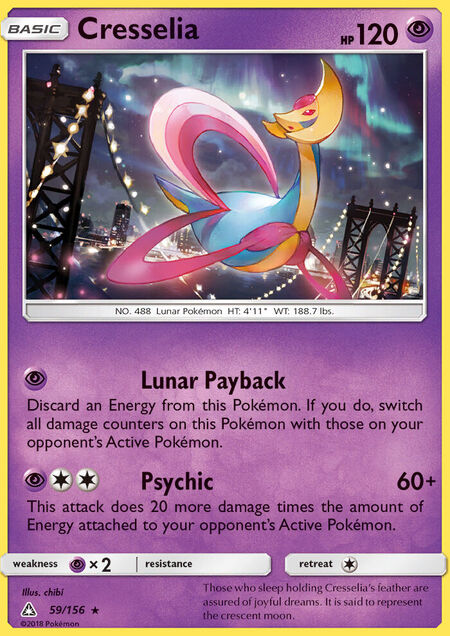 BASIC Cresselia HP 120
NO. 488 Lunar Pokémon HT: 4'11" WT: 188.7 lbs.
Lunar Payback
Discard an Energy from this Pokémon. If you do, switch
all damage counters on this Pokémon with those on your
opponent's Active Pokémon.
Psychic 60+
This attack does 20 more damage times the amount of
Energy attached to your opponent's Active Pokémon.
weakness ×2 resistance retreat
Illus. chibi
59/156 ★
©2018 Pokémon
Those who sleep holding Cresselia's feather are
assured of joyful dreams. It is said to represent
the crescent moon.